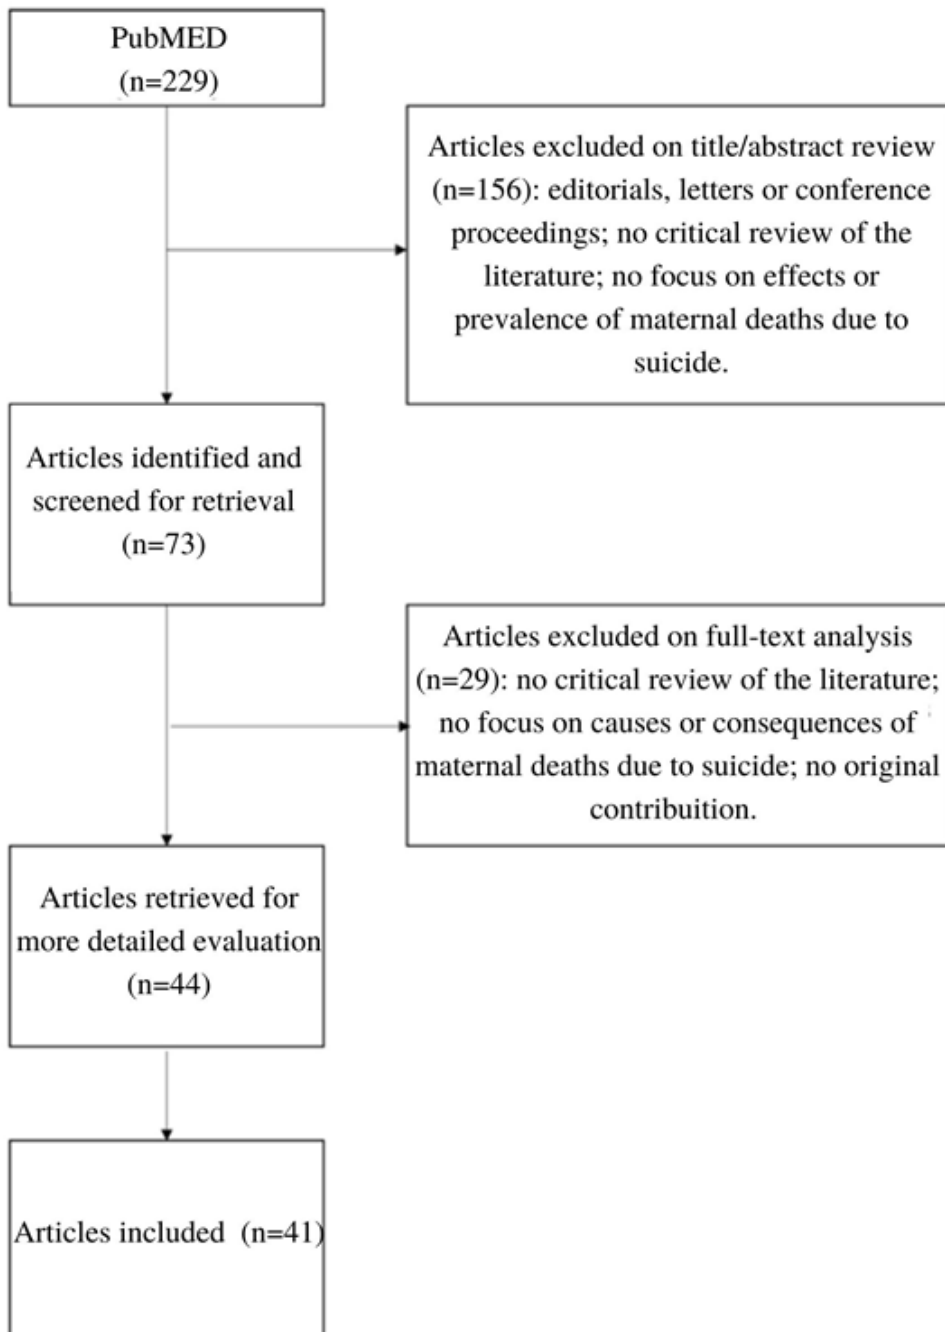 PubMED
(n=229)
Articles excluded on title/abstract review
(n=156): editorials, letters or conference
proceedings; no critical review of the
literature; no focus on effects or
prevalence of maternal deaths due to
suicide.
Articles identified and
screened for retrieval
(n=73)
Articles excluded on full-text analysis
(n=29): no critical review of the literature;
no focus on causes or consequences of
maternal deaths due to suicide; no original
contribuition.
Articles retrieved for
more detailed evaluation
(n=44)
Articles included (n=41)